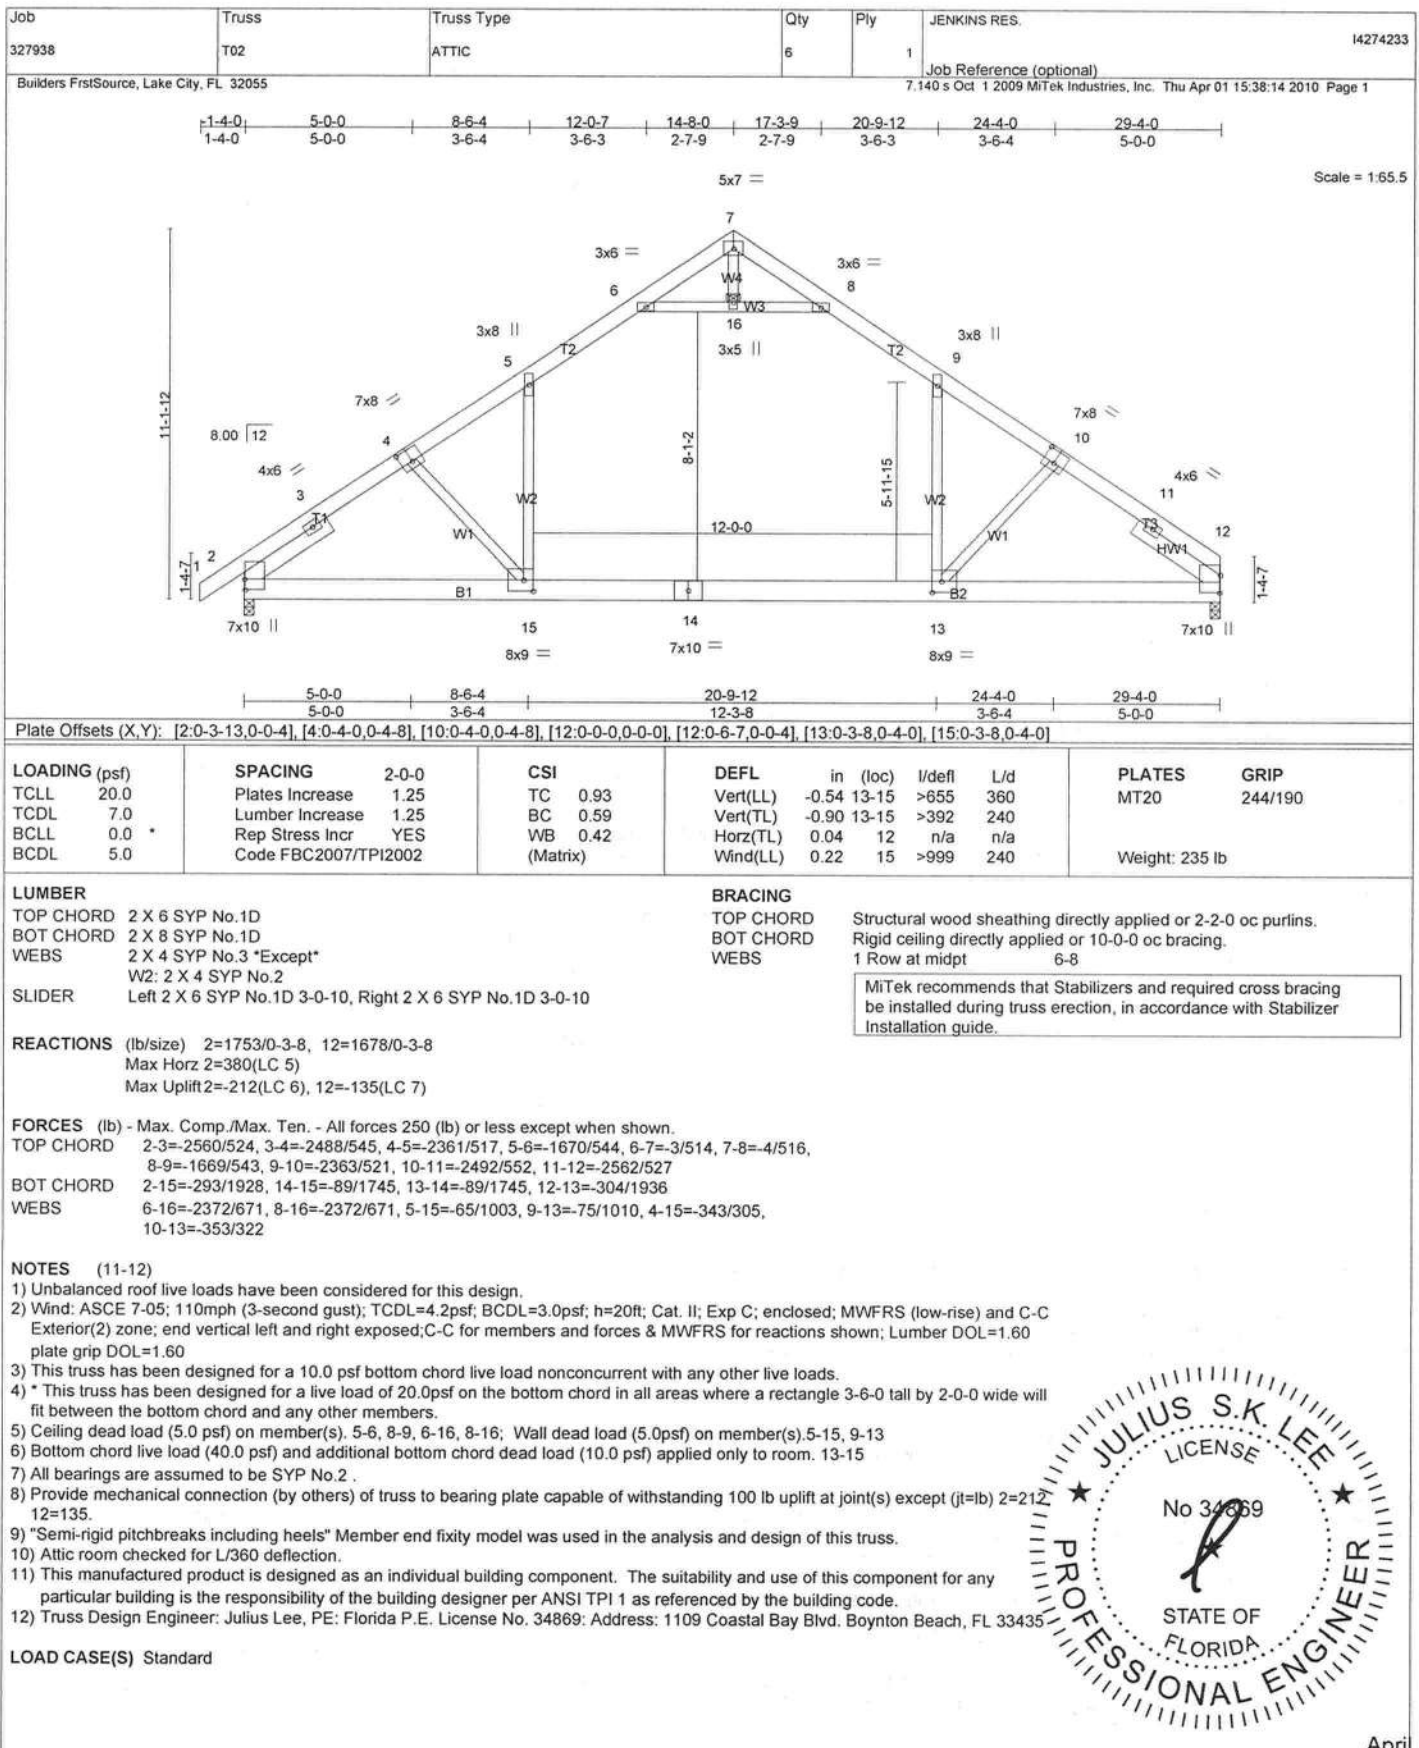 Job Truss Truss Type Qty Ply JENKINS RES.
I4274233
327938 T02 ATTIC 6 1
Job Reference (optional)
Builders FrstSource, Lake City, FL 32055 7.140 s Oct 1 2009 MiTek Industries, Inc. Thu Apr 01 15:38:14 2010 Page 1
-1-4-0 5-0-0 8-6-4 12-0-7 14-8-0 17-3-9 20-9-12 24-4-0 29-4-0
1-4-0 5-0-0 3-6-4 3-6-3 2-7-9 2-7-9 3-6-3 3-6-4 5-0-0
Scale = 1:65.5
5x7 =
7
3x6 =
3x6 =
6
8
W4
W3
16
3x5 ||
3x8 ||
3x8 ||
5
T2
T2
9
7x8
7x8
4
10
11-1-12
8.00 12
8-1-2
5-11-15
4x6
4x6
3
11
T1
W2
W2
T3
12-0-0
W1
W1
HW1
12
2
1
1-4-7
1-4-7
B1
B2
7x10 ||
15
14
13
7x10 ||
8x9 =
7x10 =
8x9 =
5-0-0 8-6-4 20-9-12 24-4-0 29-4-0
5-0-0 3-6-4 12-3-8 3-6-4 5-0-0
Plate Offsets (X,Y): [2:0-3-13,0-0-4], [4:0-4-0,0-4-8], [10:0-4-0,0-4-8], [12:0-0-0,0-0-0], [12:0-6-7,0-0-4], [13:0-3-8,0-4-0], [15:0-3-8,0-4-0]
LOADING (psf)
TCLL 20.0
TCDL 7.0
BCLL 0.0 *
BCDL 5.0
SPACING 2-0-0
Plates Increase 1.25
Lumber Increase 1.25
Rep Stress Incr YES
Code FBC2007/TPI2002
CSI
TC 0.93
BC 0.59
WB 0.42
(Matrix)
DEFL in (loc) l/defl L/d
Vert(LL) -0.54 13-15 >655 360
Vert(TL) -0.90 13-15 >392 240
Horz(TL) 0.04 12 n/a n/a
Wind(LL) 0.22 15 >999 240
PLATES GRIP
MT20 244/190
Weight: 235 lb
LUMBER
TOP CHORD 2 X 6 SYP No.1D
BOT CHORD 2 X 8 SYP No.1D
WEBS 2 X 4 SYP No.3 *Except*
W2: 2 X 4 SYP No.2
SLIDER Left 2 X 6 SYP No.1D 3-0-10, Right 2 X 6 SYP No.1D 3-0-10
BRACING
TOP CHORD Structural wood sheathing directly applied or 2-2-0 oc purlins.
BOT CHORD Rigid ceiling directly applied or 10-0-0 oc bracing.
WEBS 1 Row at midpt 6-8
MiTek recommends that Stabilizers and required cross bracing
be installed during truss erection, in accordance with Stabilizer
Installation guide.
REACTIONS (lb/size) 2=1753/0-3-8, 12=1678/0-3-8
Max Horz 2=380(LC 5)
Max Uplift 2=-212(LC 6), 12=-135(LC 7)
FORCES (lb) - Max. Comp./Max. Ten. - All forces 250 (lb) or less except when shown.
TOP CHORD 2-3=-2560/524, 3-4=-2488/545, 4-5=-2361/517, 5-6=-1670/544, 6-7=-3/514, 7-8=-4/516,
8-9=-1669/543, 9-10=-2363/521, 10-11=-2492/552, 11-12=-2562/527
BOT CHORD 2-15=-293/1928, 14-15=-89/1745, 13-14=-89/1745, 12-13=-304/1936
WEBS 6-16=-2372/671, 8-16=-2372/671, 5-15=-65/1003, 9-13=-75/1010, 4-15=-343/305,
10-13=-353/322
NOTES (11-12)
1) Unbalanced roof live loads have been considered for this design.
2) Wind: ASCE 7-05; 110mph (3-second gust); TCDL=4.2psf; BCDL=3.0psf; h=20ft; Cat. II; Exp C; enclosed; MWFRS (low-rise) and C-C
Exterior(2) zone; end vertical left and right exposed;C-C for members and forces & MWFRS for reactions shown; Lumber DOL=1.60
plate grip DOL=1.60
3) This truss has been designed for a 10.0 psf bottom chord live load nonconcurrent with any other live loads.
4) * This truss has been designed for a live load of 20.0psf on the bottom chord in all areas where a rectangle 3-6-0 tall by 2-0-0 wide will
fit between the bottom chord and any other members.
5) Ceiling dead load (5.0 psf) on member(s). 5-6, 8-9, 6-16, 8-16; Wall dead load (5.0psf) on member(s).5-15, 9-13
6) Bottom chord live load (40.0 psf) and additional bottom chord dead load (10.0 psf) applied only to room. 13-15
7) All bearings are assumed to be SYP No.2 .
8) Provide mechanical connection (by others) of truss to bearing plate capable of withstanding 100 lb uplift at joint(s) except (jt=lb) 2=212,
12=135.
9) "Semi-rigid pitchbreaks including heels" Member end fixity model was used in the analysis and design of this truss.
10) Attic room checked for L/360 deflection.
11) This manufactured product is designed as an individual building component. The suitability and use of this component for any
particular building is the responsibility of the building designer per ANSI TPI 1 as referenced by the building code.
12) Truss Design Engineer: Julius Lee, PE: Florida P.E. License No. 34869: Address: 1109 Coastal Bay Blvd. Boynton Beach, FL 33435
LOAD CASE(S) Standard
JULIUS S.K. LEE
LICENSE
No 34869
STATE OF
FLORIDA
PROFESSIONAL ENGINEER
April